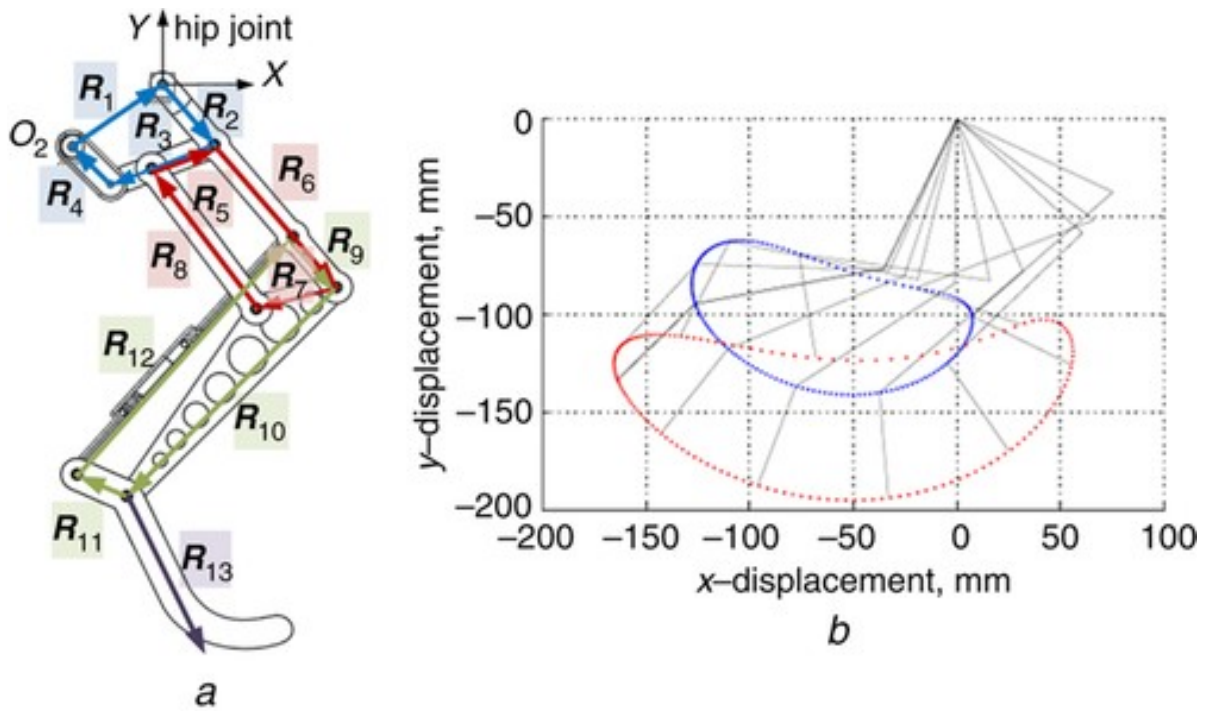 Y hip joint
X
R1
R2
O2
R3
R4
R5
R6
R8
R7
R9
R12
R10
R11
R13
a
y–displacement, mm
0
–50
–100
–150
–200
–200 –150 –100 –50 0 50 100
x–displacement, mm
b